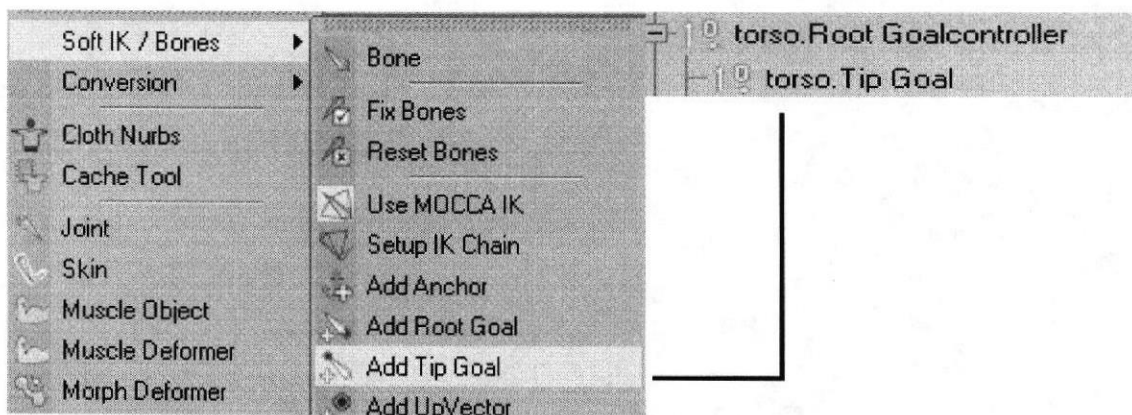 Soft IK / Bones
Conversion
Cloth Nurbs
Cache Tool
Joint
Skin
Muscle Object
Muscle Deformer
Morph Deformer
Bone
Fix Bones
Reset Bones
Use MOCCA IK
Setup IK Chain
Add Anchor
Add Root Goal
Add Tip Goal
Add UpVector
torso.Root Goalcontroller
torso.Tip Goal